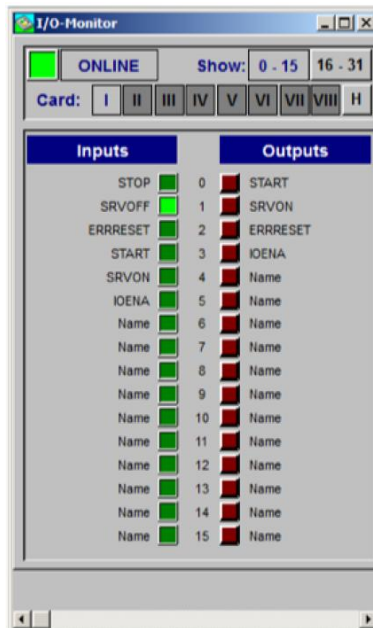 I/O-Monitor
ONLINE Show: 0 - 15 16 - 31
Card: I II III IV V VI VII VIII H
Inputs Outputs
STOP 0 START
SRVOFF 1 SRVON
ERRRESET 2 ERRRESET
START 3 IOENA
SRVON 4 Name
IOENA 5 Name
Name 6 Name
Name 7 Name
Name 8 Name
Name 9 Name
Name 10 Name
Name 11 Name
Name 12 Name
Name 13 Name
Name 14 Name
Name 15 Name